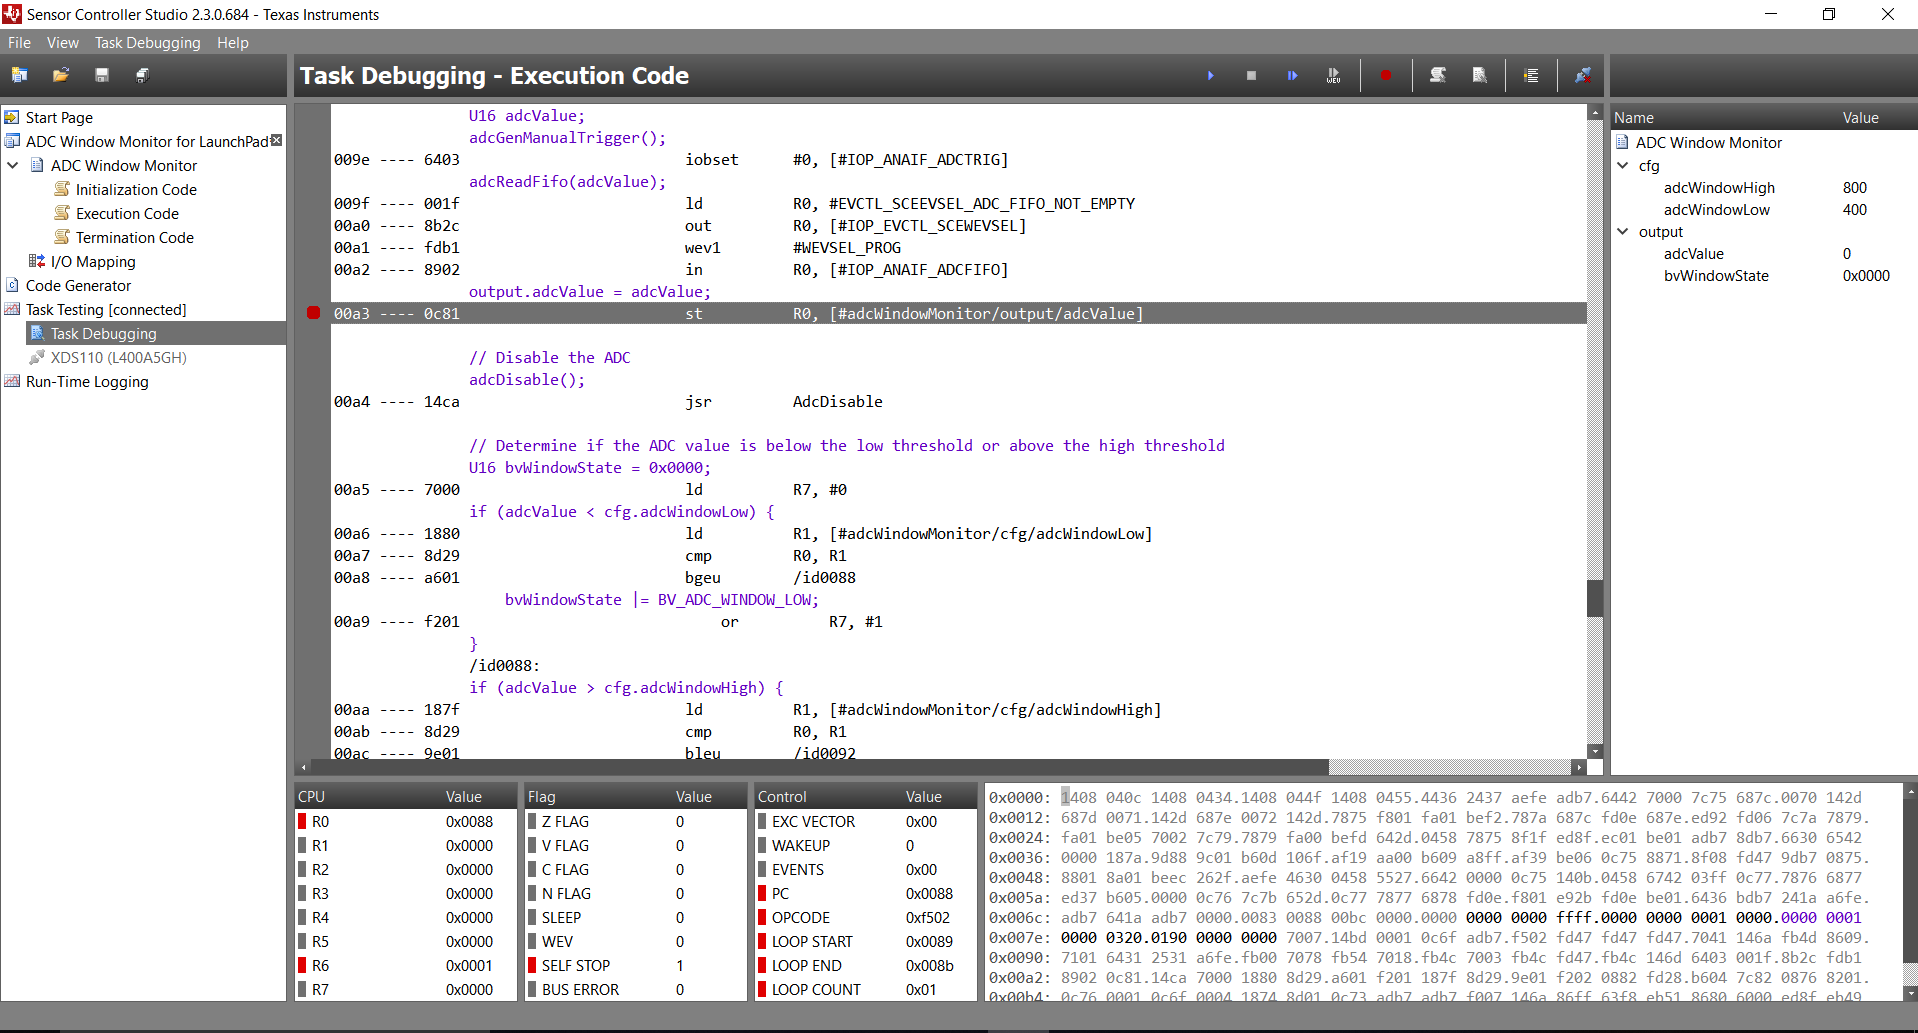 Sensor Controller Studio 2.3.0.684 - Texas Instruments
File View Task Debugging Help
Task Debugging - Execution Code
WEV
Start Page
ADC Window Monitor for LaunchPad
ADC Window Monitor
Initialization Code
Execution Code
Termination Code
I/O Mapping
Code Generator
Task Testing [connected]
Task Debugging
XDS110 (L400A5GH)
Run-Time Logging
U16 adcValue;
adcGenManualTrigger();
009e ---- 6403 iobset #0, [#IOP_ANAIF_ADCTRIG]
adcReadFifo(adcValue);
009f ---- 001f ld R0, #EVCTL_SCEEVSEL_ADC_FIFO_NOT_EMPTY
00a0 ---- 8b2c out R0, [#IOP_EVCTL_SCEWEVSEL]
00a1 ---- fdb1 wev1 #WEVSEL_PROG
00a2 ---- 8902 in R0, [#IOP_ANAIF_ADCFIFO]
output.adcValue = adcValue;
00a3 ---- 0c81 st R0, [#adcWindowMonitor/output/adcValue]
// Disable the ADC
adcDisable();
00a4 ---- 14ca jsr AdcDisable
// Determine if the ADC value is below the low threshold or above the high threshold
U16 bvWindowState = 0x0000;
00a5 ---- 7000 ld R7, #0
if (adcValue < cfg.adcWindowLow) {
00a6 ---- 1880 ld R1, [#adcWindowMonitor/cfg/adcWindowLow]
00a7 ---- 8d29 cmp R0, R1
00a8 ---- a601 bgeu /id0088
bvWindowState |= BV_ADC_WINDOW_LOW;
00a9 ---- f201 or R7, #1
}
/id0088:
if (adcValue > cfg.adcWindowHigh) {
00aa ---- 187f ld R1, [#adcWindowMonitor/cfg/adcWindowHigh]
00ab ---- 8d29 cmp R0, R1
00ac ---- 9e01 bleu /id0092
Name Value
ADC Window Monitor
cfg
adcWindowHigh 800
adcWindowLow 400
output
adcValue 0
bvWindowState 0x0000
CPU Value
R0 0x0088
R1 0x0000
R2 0x0000
R3 0x0000
R4 0x0000
R5 0x0000
R6 0x0001
R7 0x0000
Flag Value
Z FLAG 0
V FLAG 0
C FLAG 0
N FLAG 0
SLEEP 0
WEV 0
SELF STOP 1
BUS ERROR 0
Control Value
EXC VECTOR 0x00
WAKEUP 0
EVENTS 0x00
PC 0x0088
OPCODE 0xf502
LOOP START 0x0089
LOOP END 0x008b
LOOP COUNT 0x01
0x0000: 1408 040c 1408 0434.1408 044f 1408 0455.4436 2437 aefe adb7.6442 7000 7c75 687c.0070 142d
0x0012: 687d 0071.142d 687e 0072 142d.7875 f801 fa01 bef2.787a 687c fd0e 687e.ed92 fd06 7c7a 7879.
0x0024: fa01 be05 7002 7c79.7879 fa00 befd 642d.0458 7875 8f1f ed8f.ec01 be01 adb7 8db7.6630 6542
0x0036: 0000 187a.9d88 9c01 b60d 106f.af19 aa00 b609 a8ff.af39 be06 0c75 8871.8f08 fd47 9db7 0875.
0x0048: 8801 8a01 beec 262f.aefe 4630 0458 5527.6642 0000 0c75 140b.0458 6742 03ff 0c77.7876 6877
0x005a: ed37 b605.0000 0c76 7c7b 652d.0c77 7877 6878 fd0e.f801 e92b fd0e be01.6436 bdb7 241a a6fe.
0x006c: adb7 641a adb7 0000.0083 0088 00bc 0000.0000 0000 0000 ffff.0000 0000 0001 0000.0000 0001
0x007e: 0000 0320.0190 0000 0000 7007.14bd 0001 0c6f adb7.f502 fd47 fd47 fd47.7041 146a fb4d 8609.
0x0090: 7101 6431 2531 a6fe.fb00 7078 fb54 7018.fb4c 7003 fb4c fd47.fb4c 146d 6403 001f.8b2c fdb1
0x00a2: 8902 0c81.14ca 7000 1880 8d29.a601 f201 187f 8d29.9e01 f202 0882 fd28.b604 7c82 0876 8201.
0x00b4: 0c76 0001 0c6f 0004 1874 8d01 0c73 adb7 adb7 f007 146a 86ff 63f8 eb51 8680 6000 ed8f eb49